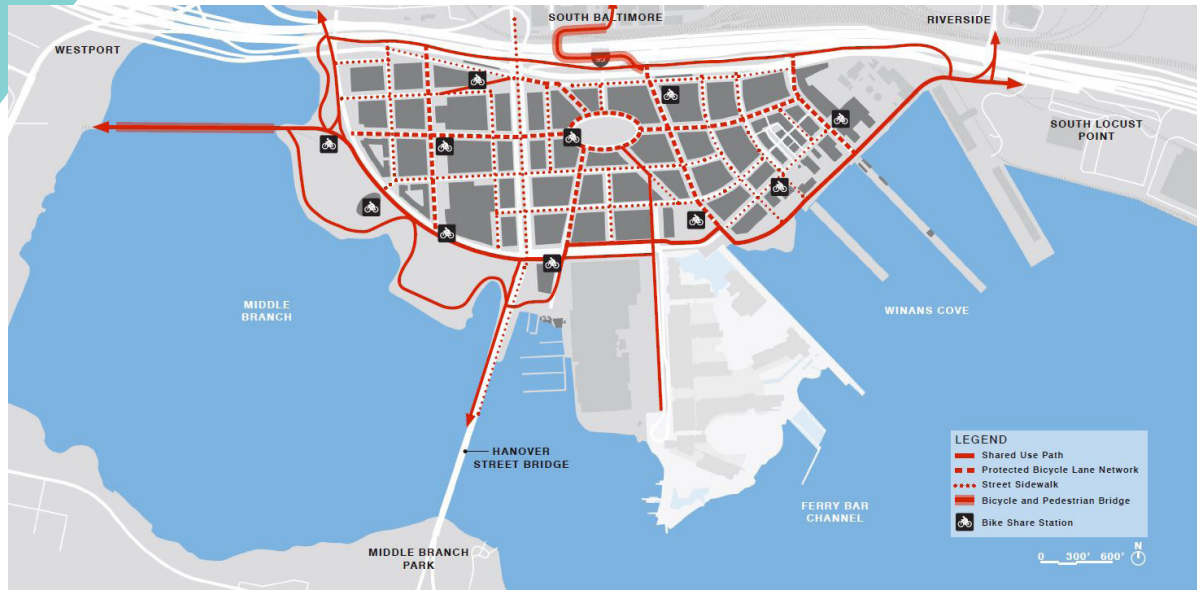 SOUTH BALTIMORE
RIVERSIDE
WESTPORT
SOUTH LOCUST
POINT
MIDDLE
BRANCH
WINANS COVE
HANOVER
STREET BRIDGE
FERRY BAR
CHANNEL
MIDDLE BRANCH
PARK
LEGEND
Shared Use Path
Protected Bicycle Lane Network
Street Sidewalk
Bicycle and Pedestrian Bridge
Bike Share Station
N
0 300' 600'